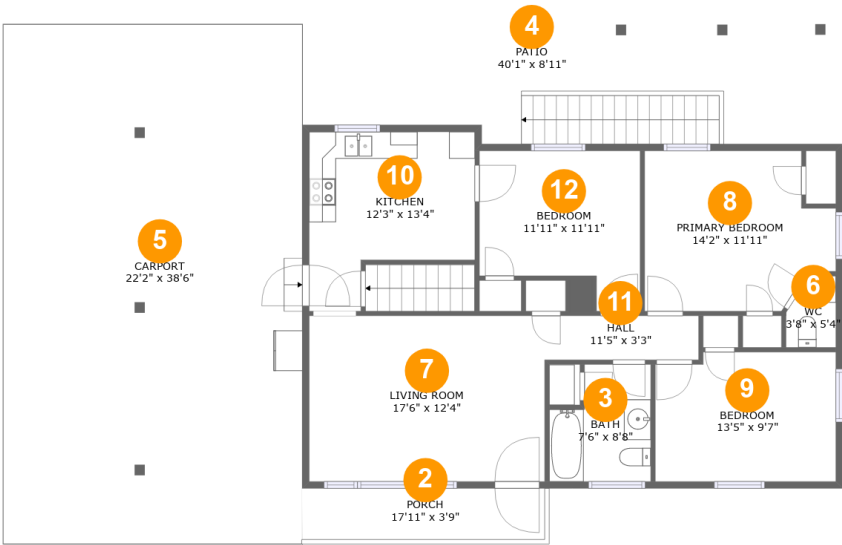 4
PATIO
40'1" x 8'11"
10
KITCHEN
12'3" x 13'4"
12
BEDROOM
11'11" x 11'11"
8
PRIMARY BEDROOM
14'2" x 11'11"
5
CARPORT
22'2" x 38'6"
6
WC
3'8" x 5'4"
11
HALL
11'5" x 3'3"
7
LIVING ROOM
17'6" x 12'4"
3
BATH
7'6" x 8'8"
9
BEDROOM
13'5" x 9'7"
2
PORCH
17'11" x 3'9"